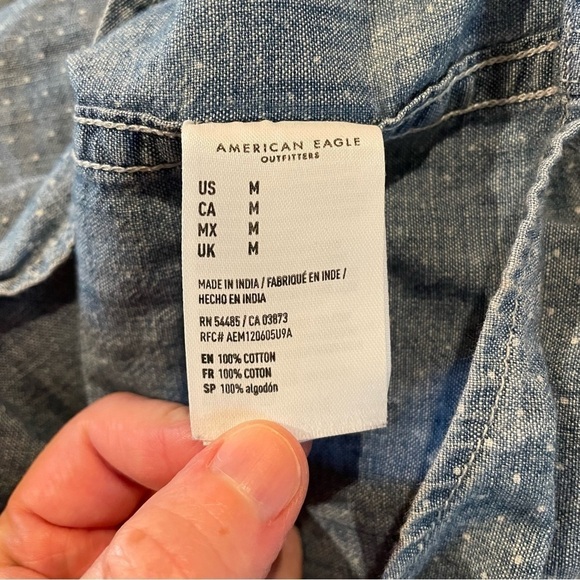 AMERICAN EAGLE
OUTFITTERS
US M
CA M
MX M
UK M
MADE IN INDIA / FABRIQUÉ EN INDE /
HECHO EN INDIA
RN 54485 / CA 03873
RFC# AEM120605U9A
EN 100% COTTON
FR 100% COTON
SP 100% algodón